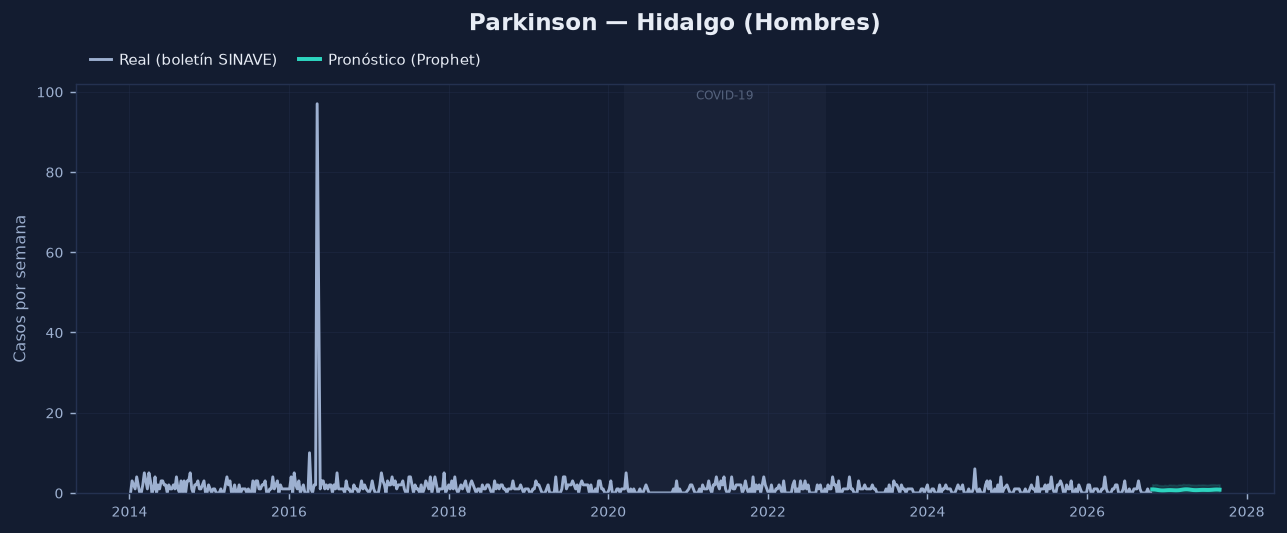 Parkinson — Hidalgo (Hombres)
Real (boletín SINAVE)
Pronóstico (Prophet)
COVID-19
Casos por semana
100
80
60
40
20
0
2014
2016
2018
2020
2022
2024
2026
2028